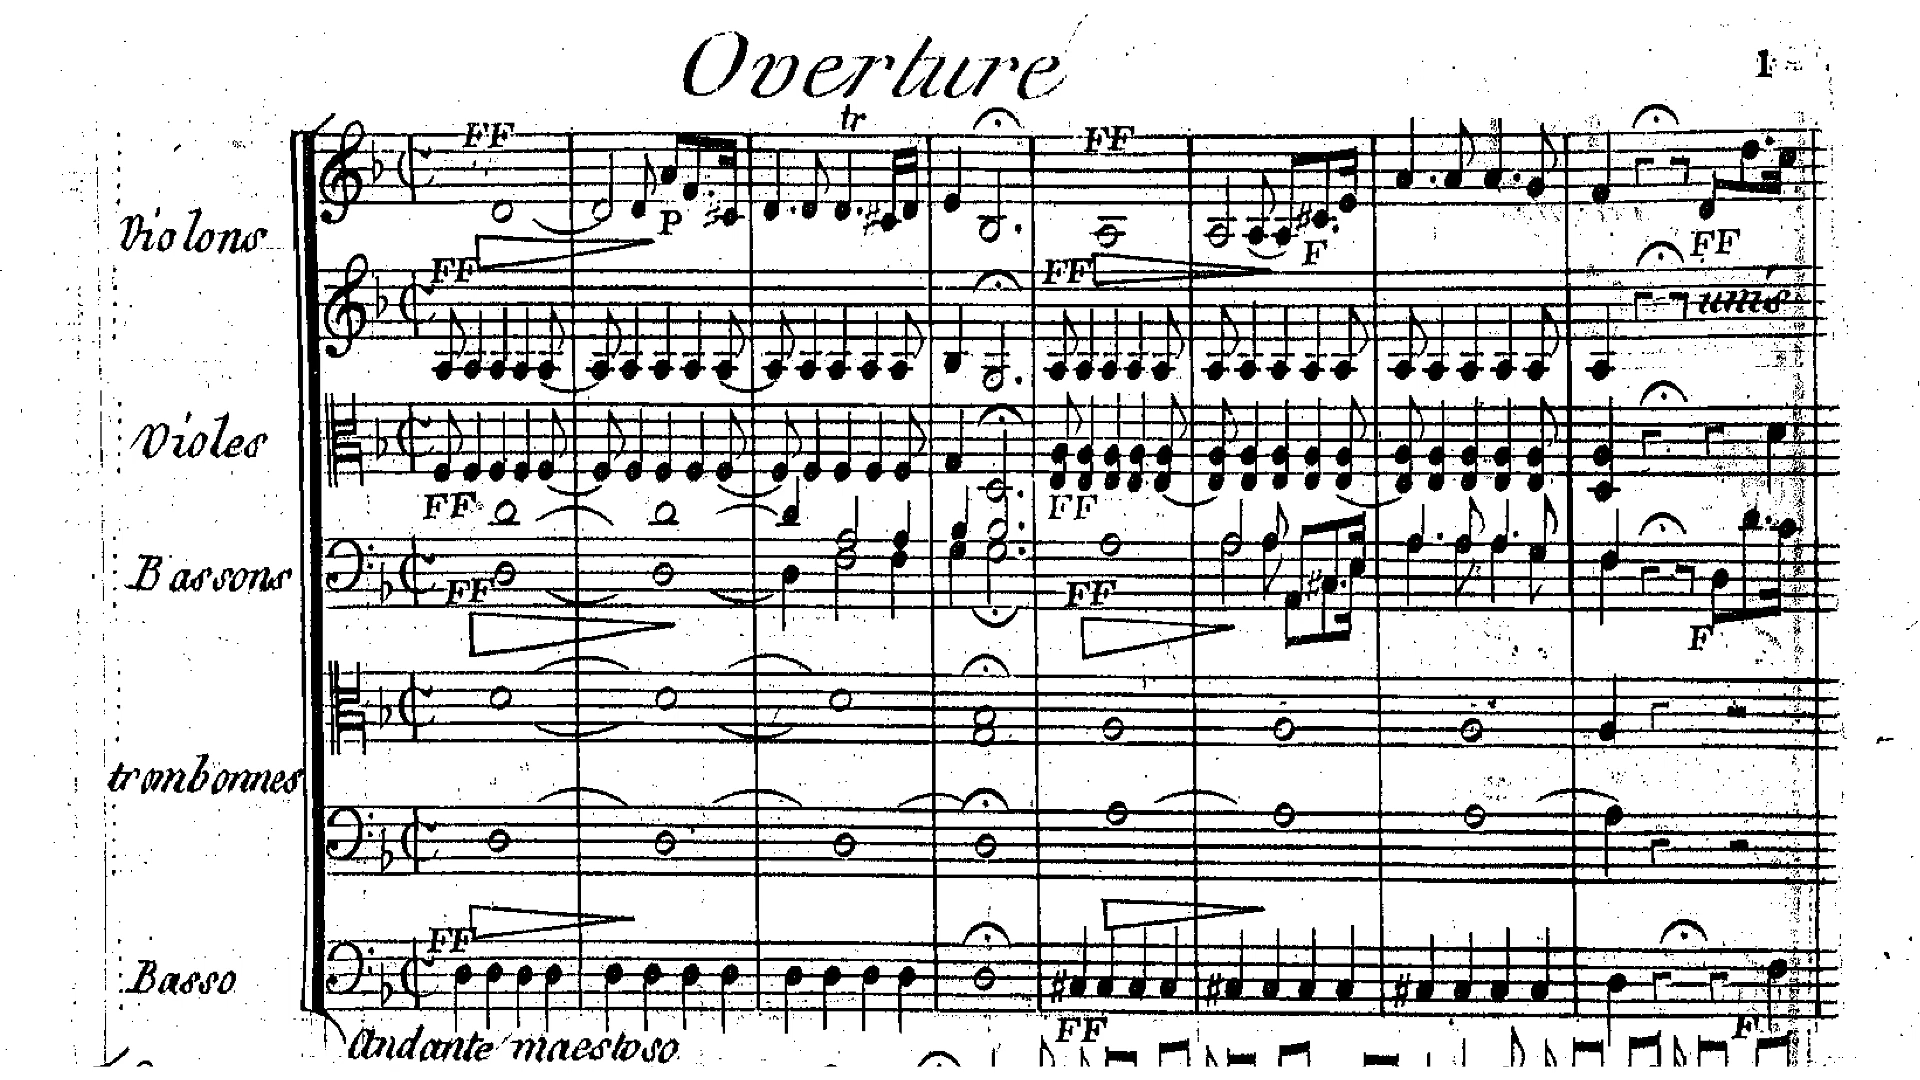 Overture
1
tr
FF
FF
Violons
P
F
FF
FF
FF
unis
Violes
FF
FF
Bassons
FF
FF
F
trombonnes
FF
Basso
FF
F
Andante maestoso